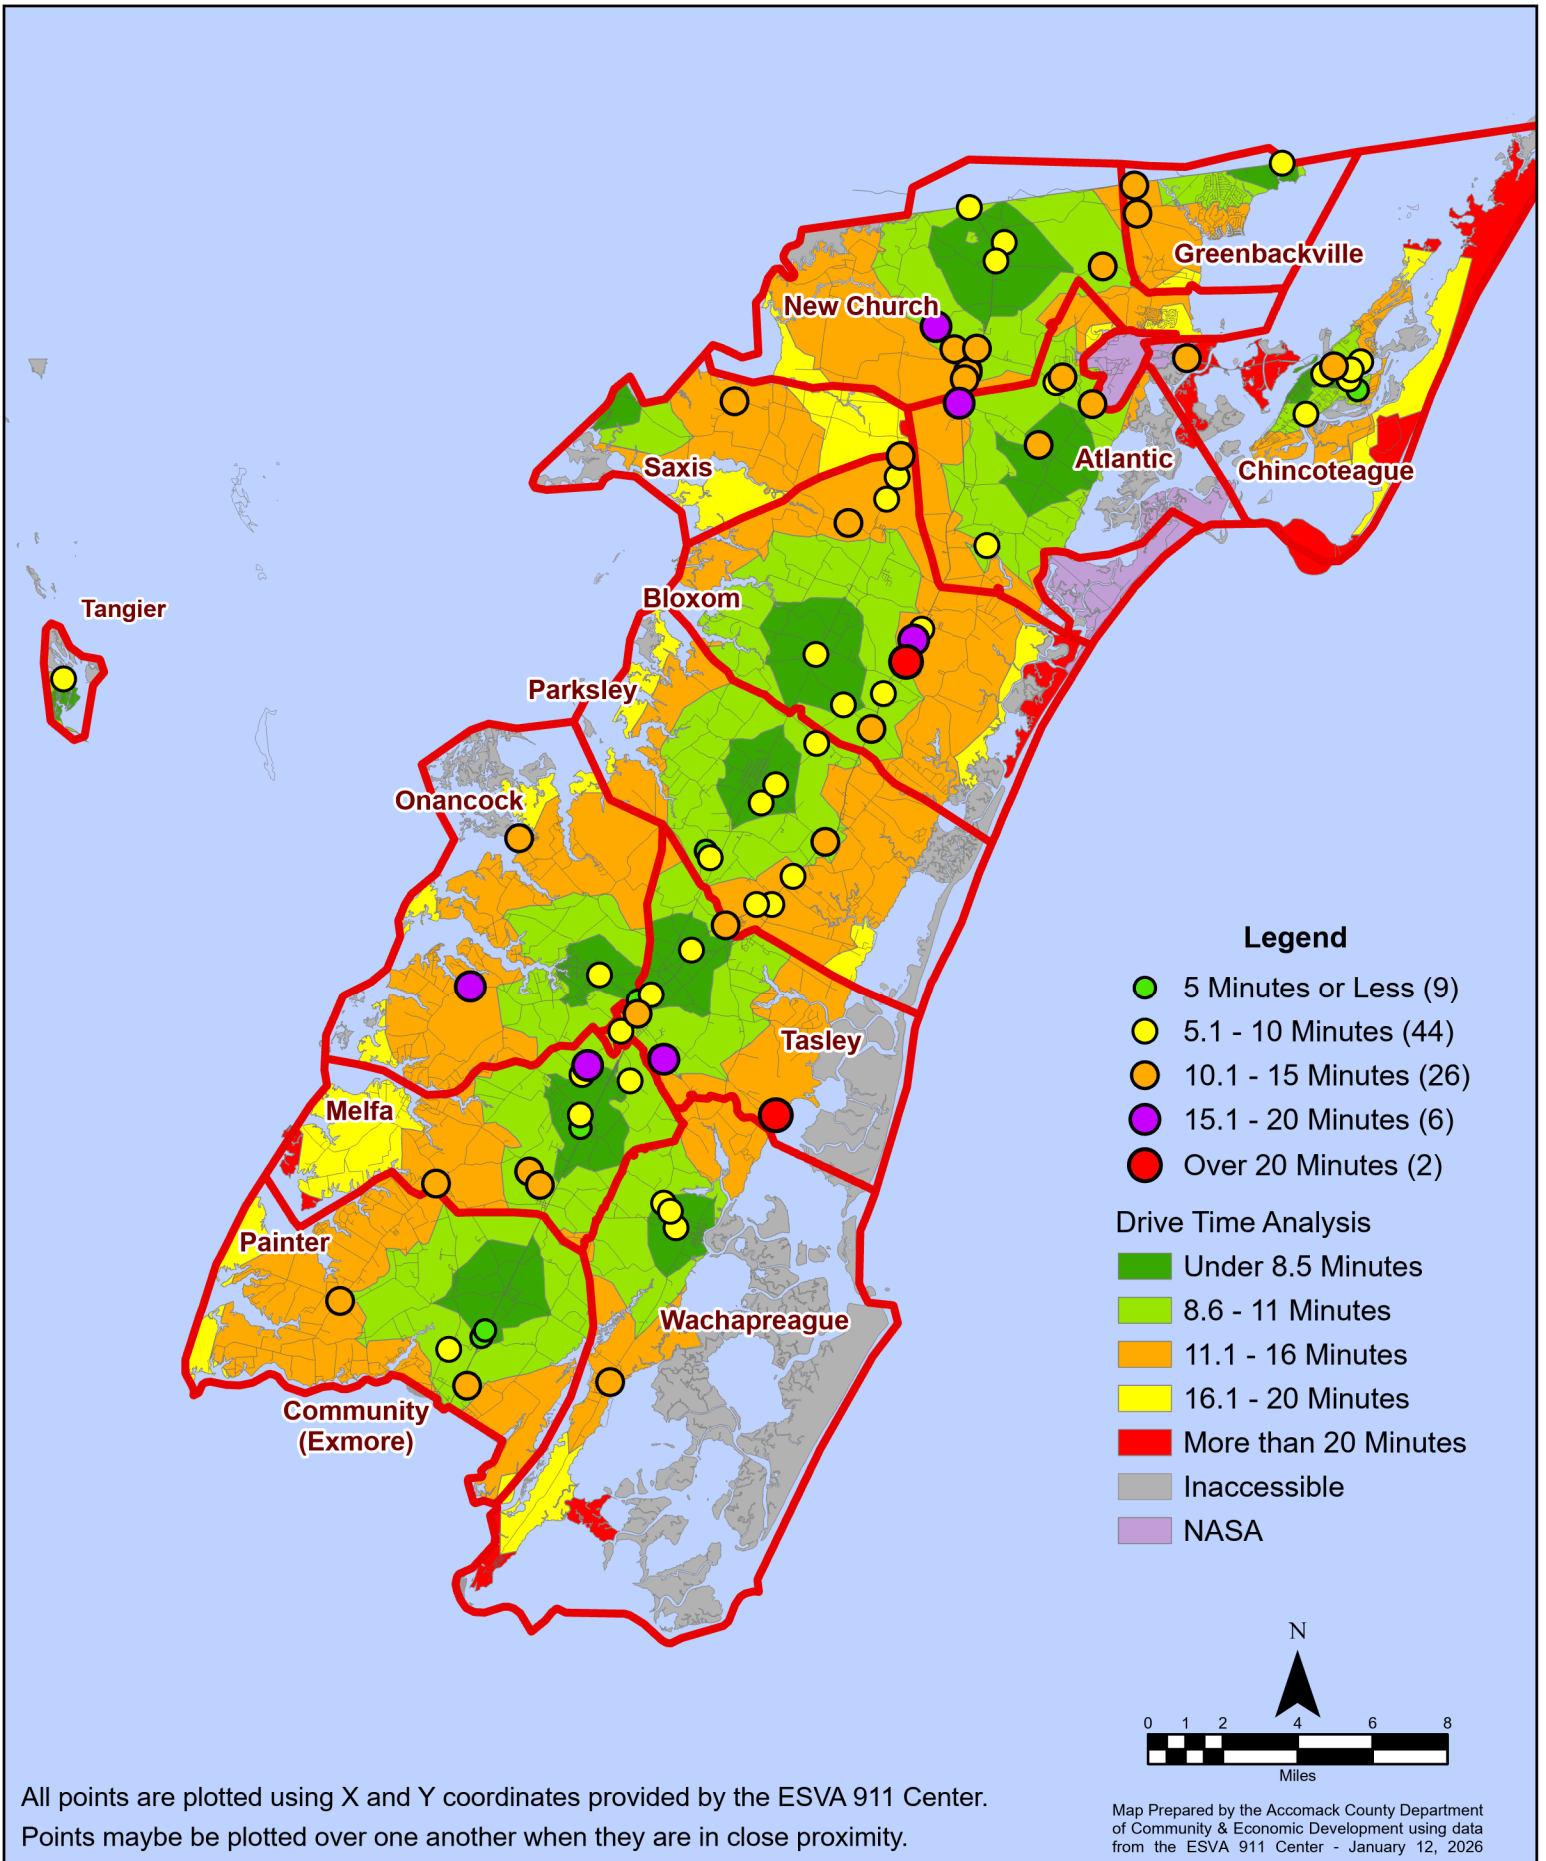 Greenbackville
New Church
Atlantic
Chincoteague
Saxis
Bloxom
Tangier
Parksley
Onancock
Tasley
Melfa
Painter
Wachapreague
Community
(Exmore)
Legend
5 Minutes or Less (9)
5.1 - 10 Minutes (44)
10.1 - 15 Minutes (26)
15.1 - 20 Minutes (6)
Over 20 Minutes (2)
Drive Time Analysis
Under 8.5 Minutes
8.6 - 11 Minutes
11.1 - 16 Minutes
16.1 - 20 Minutes
More than 20 Minutes
Inaccessible
NASA
N
0 1 2 4 6 8
Miles
All points are plotted using X and Y coordinates provided by the ESVA 911 Center.
Points maybe be plotted over one another when they are in close proximity.
Map Prepared by the Accomack County Department
of Community & Economic Development using data
from the ESVA 911 Center - January 12, 2026